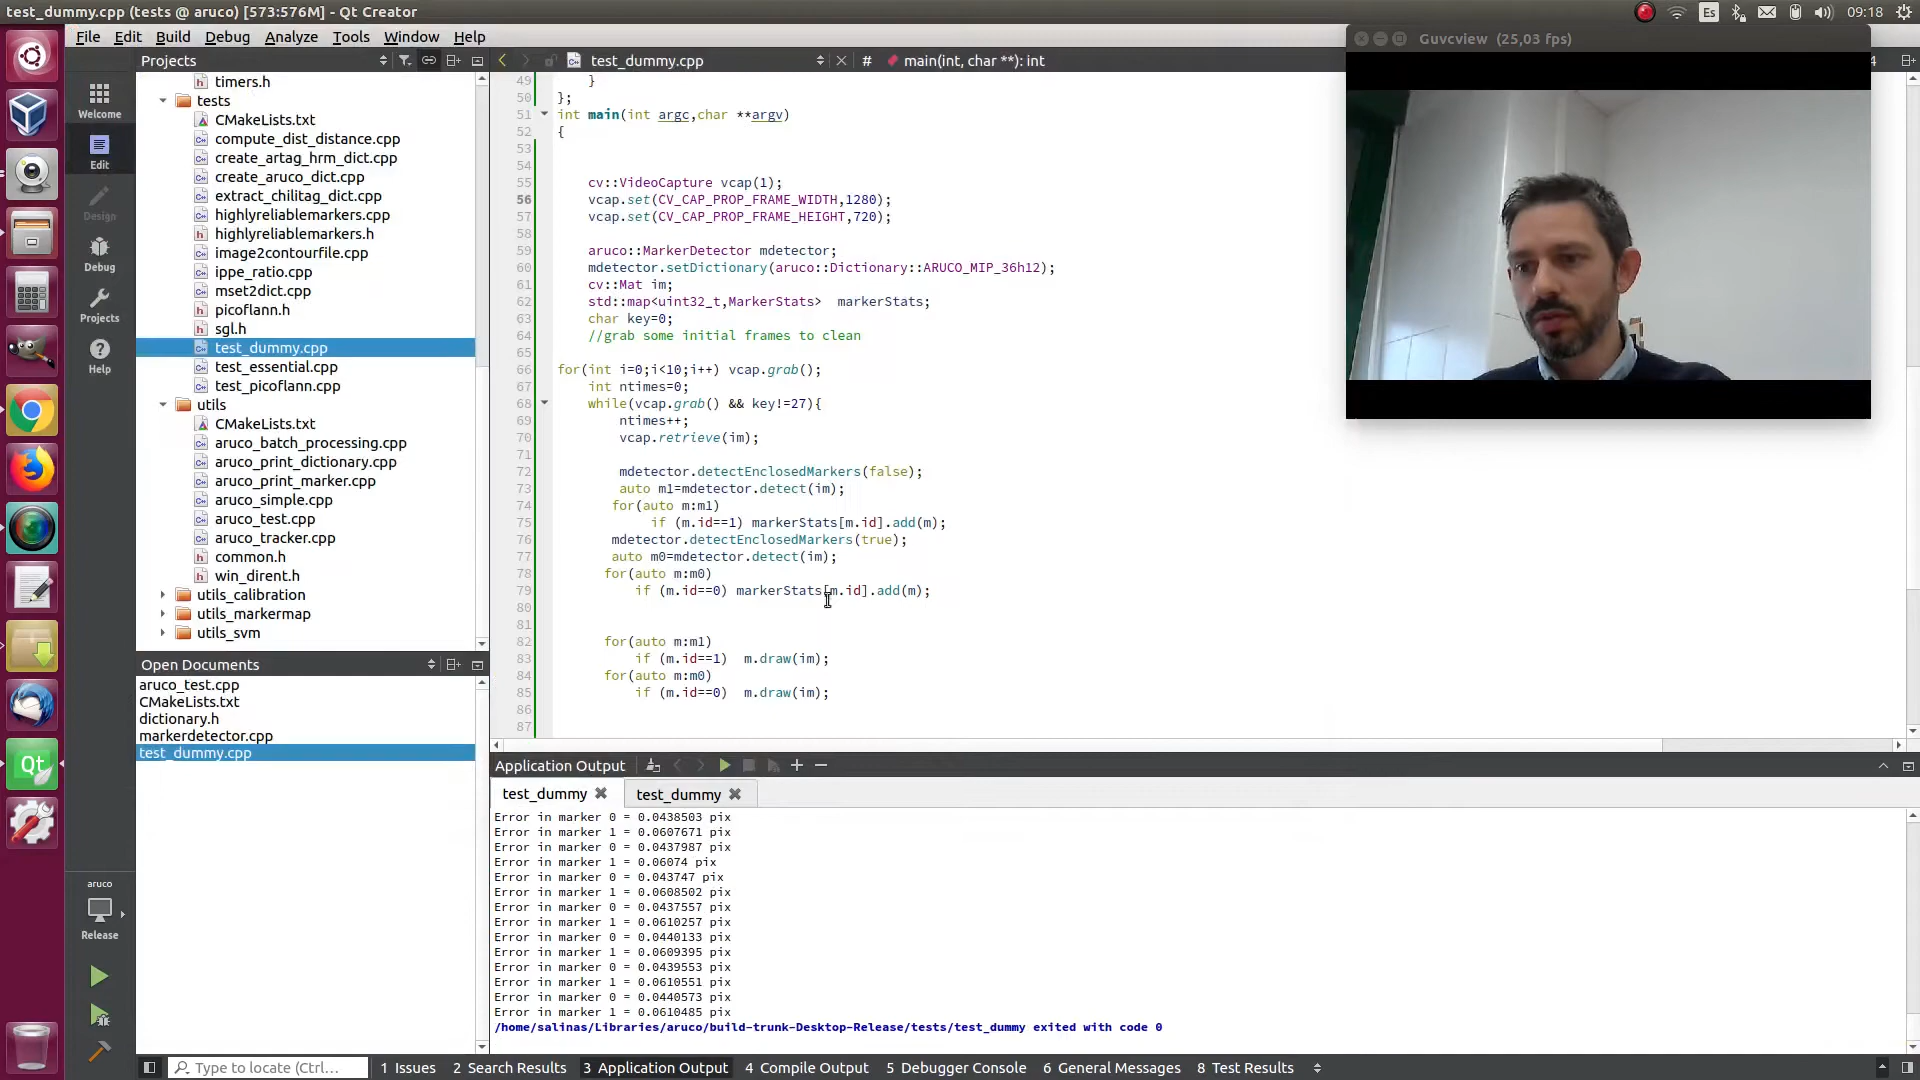 test_dummy.cpp (tests @ aruco) [573:576M] - Qt Creator
Es
09:18
File Edit Build Debug Analyze Tools Window Help
Guvcview (25,03 fps)
Projects
test_dummy.cpp
# main(int, char **): int
4
Welcome
Edit
Design
Debug
Projects
Help
timers.h
tests
CMakeLists.txt
compute_dist_distance.cpp
create_artag_hrm_dict.cpp
create_aruco_dict.cpp
extract_chilitag_dict.cpp
highlyreliablemarkers.cpp
highlyreliablemarkers.h
image2contourfile.cpp
ippe_ratio.cpp
mset2dict.cpp
picoflann.h
sgl.h
test_dummy.cpp
test_essential.cpp
test_picoflann.cpp
utils
CMakeLists.txt
aruco_batch_processing.cpp
aruco_print_dictionary.cpp
aruco_print_marker.cpp
aruco_simple.cpp
aruco_test.cpp
aruco_tracker.cpp
common.h
win_dirent.h
utils_calibration
utils_markermap
utils_svm
Open Documents
aruco_test.cpp
CMakeLists.txt
dictionary.h
markerdetector.cpp
test_dummy.cpp
49 }
50 };
51 int main(int argc,char **argv)
52 {
53
54
55 cv::VideoCapture vcap(1);
56 vcap.set(CV_CAP_PROP_FRAME_WIDTH,1280);
57 vcap.set(CV_CAP_PROP_FRAME_HEIGHT,720);
58
59 aruco::MarkerDetector mdetector;
60 mdetector.setDictionary(aruco::Dictionary::ARUCO_MIP_36h12);
61 cv::Mat im;
62 std::map<uint32_t,MarkerStats>  markerStats;
63 char key=0;
64 //grab some initial frames to clean
65
66 for(int i=0;i<10;i++) vcap.grab();
67 int ntimes=0;
68 while(vcap.grab() && key!=27){
69 ntimes++;
70 vcap.retrieve(im);
71
72 mdetector.detectEnclosedMarkers(false);
73 auto m1=mdetector.detect(im);
74 for(auto m:m1)
75 if (m.id==1) markerStats[m.id].add(m);
76 mdetector.detectEnclosedMarkers(true);
77 auto m0=mdetector.detect(im);
78 for(auto m:m0)
79 if (m.id==0) markerStats[m.id].add(m);
80
81
82 for(auto m:m1)
83 if (m.id==1)  m.draw(im);
84 for(auto m:m0)
85 if (m.id==0)  m.draw(im);
86
87
Application Output
test_dummy
test_dummy
Error in marker 0 = 0.0438503 pix
Error in marker 1 = 0.0607671 pix
Error in marker 0 = 0.0437987 pix
Error in marker 1 = 0.06074 pix
Error in marker 0 = 0.043747 pix
Error in marker 1 = 0.0608502 pix
Error in marker 0 = 0.0437557 pix
Error in marker 1 = 0.0610257 pix
Error in marker 0 = 0.0440133 pix
Error in marker 1 = 0.0609395 pix
Error in marker 0 = 0.0439553 pix
Error in marker 1 = 0.0610551 pix
Error in marker 0 = 0.0440573 pix
Error in marker 1 = 0.0610485 pix
/home/salinas/Libraries/aruco/build-trunk-Desktop-Release/tests/test_dummy exited with code 0
aruco
Release
Qt
Type to locate (Ctrl...
1 Issues
2 Search Results
3 Application Output
4 Compile Output
5 Debugger Console
6 General Messages
8 Test Results